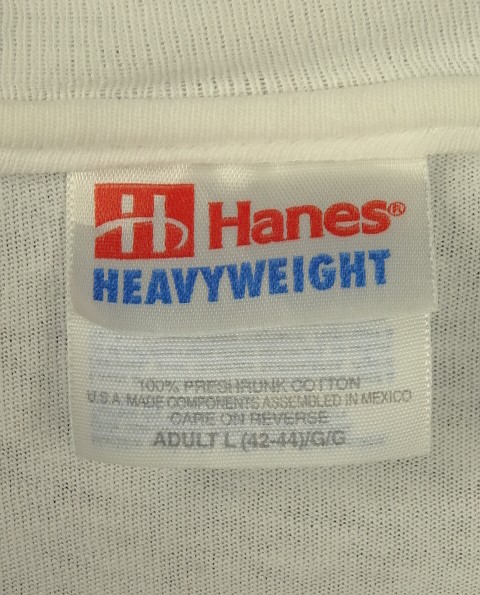 H Hanes®
HEAVYWEIGHT
100% PRESHRUNK COTTON
U.S.A. MADE COMPONENTS ASSEMBLED IN MEXICO
CARE ON REVERSE
ADULT L (42-44)/G/G